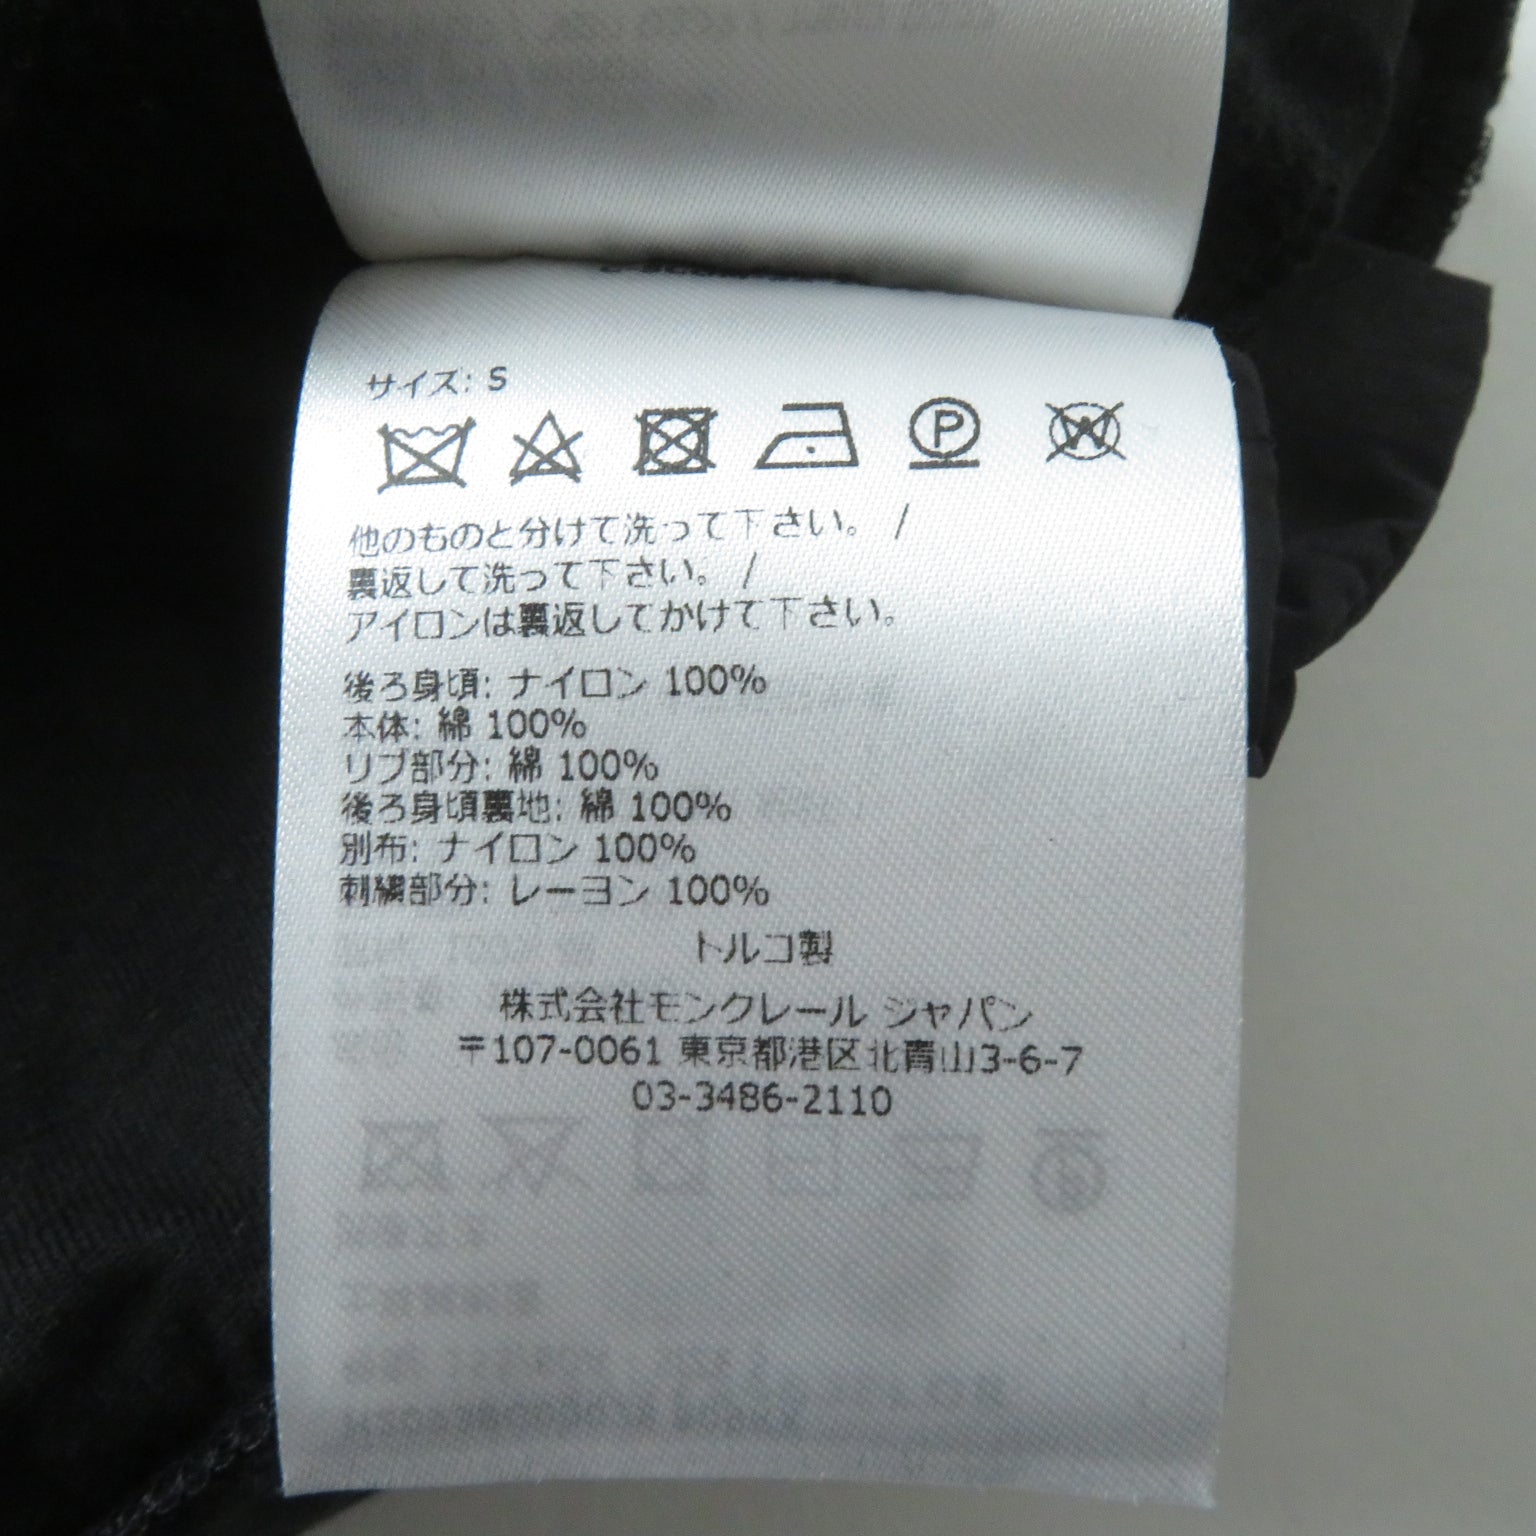 サイズ: S
他のものと分けて洗って下さい。 /
裏返して洗って下さい。 /
アイロンは裏返してかけて下さい。
後ろ身頃: ナイロン 100%
本体: 綿 100%
リブ部分: 綿 100%
後ろ身頃裏地: 綿 100%
別布: ナイロン 100%
刺繍部分: レーヨン 100%
トルコ製
株式会社モンクレール ジャパン
〒107-0061 東京都港区北青山3-6-7
03-3486-2110